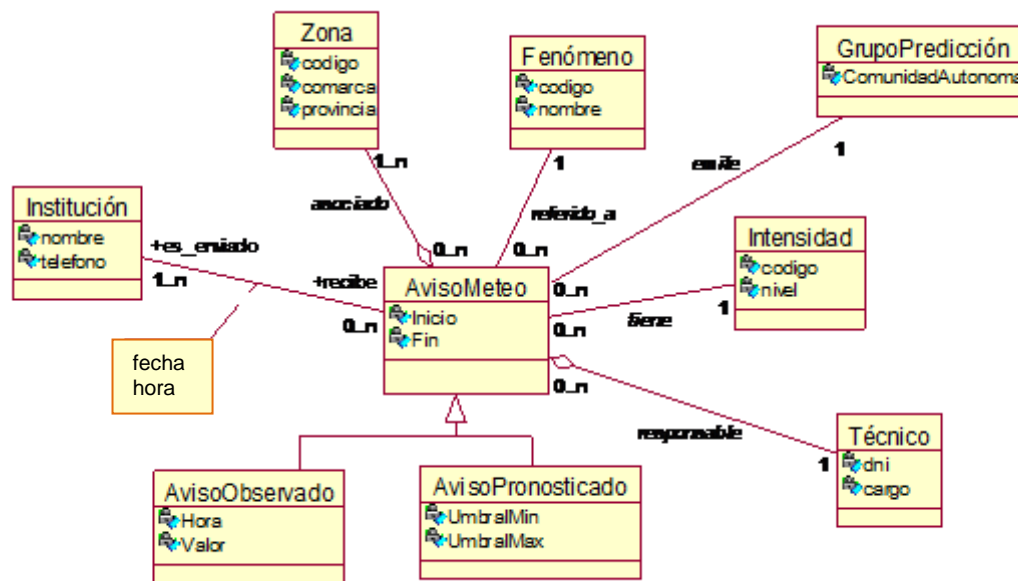 Zona
codigo
comarca
provincia
Fenómeno
codigo
nombre
GrupoPredicción
ComunidadAutonoma
1..n
asociado
0..n
1
referido_a
0..n
emite
1
0..n
Institución
nombre
telefono
+es_enviado
1..n
+recibe
0..n
fecha
hora
AvisoMeteo
Inicio
Fin
Intensidad
codigo
nivel
0..n
tiene
1
0..n
responsable
1
Técnico
dni
cargo
AvisoObservado
Hora
Valor
AvisoPronosticado
UmbralMin
UmbralMax